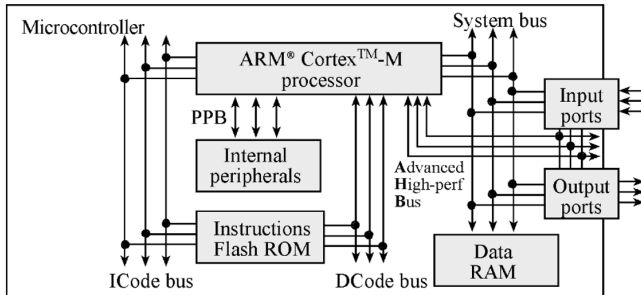 Microcontroller
System bus
ARM® Cortex™-M
processor
Input
ports
PPB
Internal
peripherals
Advanced
High-perf
Bus
Output
ports
Instructions
Flash ROM
Data
RAM
ICode bus
DCode bus